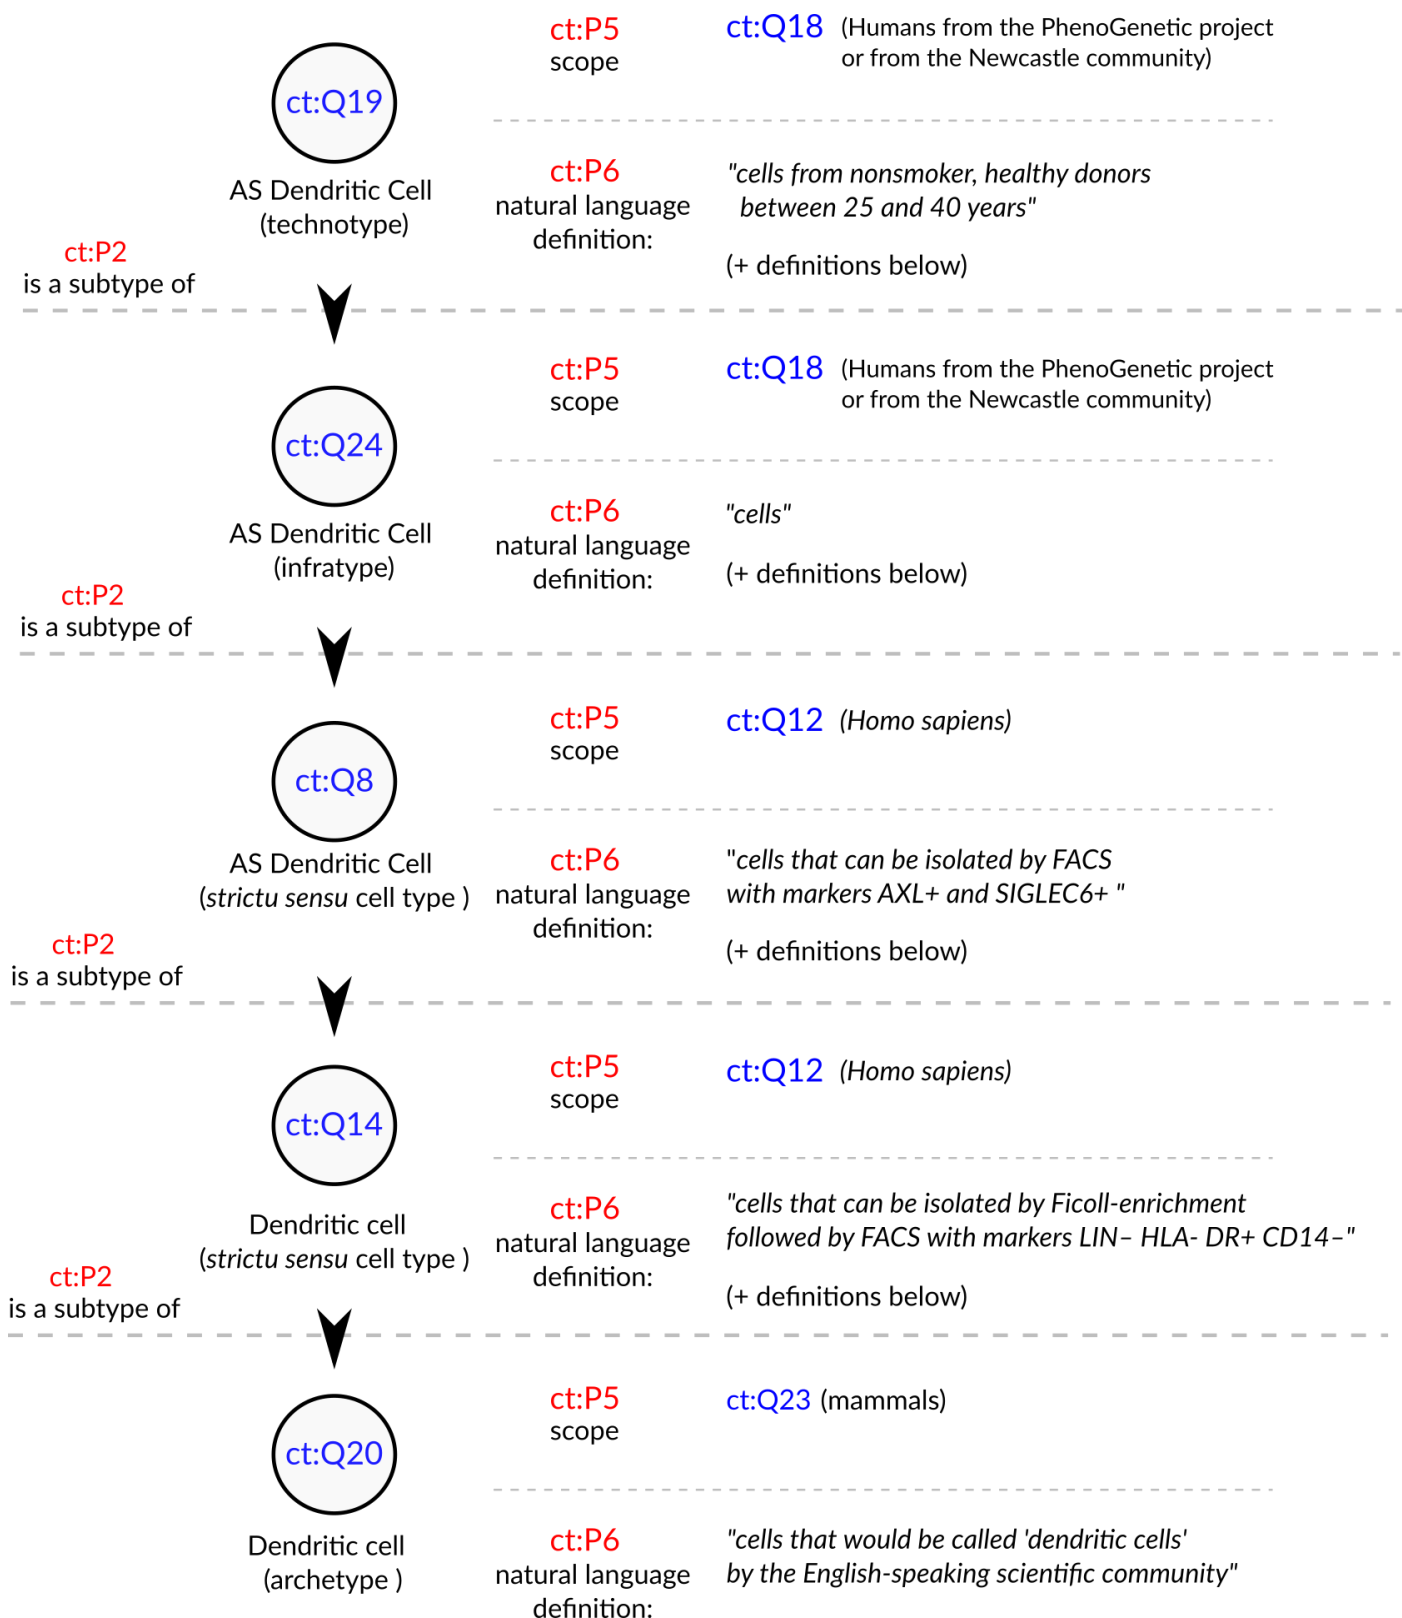 ct:P5
scope
ct:Q18 (Humans from the PhenoGenetic project
or from the Newcastle community)
ct:Q19
AS Dendritic Cell
(technotype)
ct:P6
natural language
definition:
"cells from nonsmoker, healthy donors
between 25 and 40 years"
(+ definitions below)
ct:P2
is a subtype of
ct:P5
scope
ct:Q18 (Humans from the PhenoGenetic project
or from the Newcastle community)
ct:Q24
AS Dendritic Cell
(infratype)
ct:P6
natural language
definition:
"cells"
(+ definitions below)
ct:P2
is a subtype of
ct:P5
scope
ct:Q12 (Homo sapiens)
ct:Q8
AS Dendritic Cell
(strictu sensu cell type )
ct:P6
natural language
definition:
"cells that can be isolated by FACS
with markers AXL+ and SIGLEC6+ "
(+ definitions below)
ct:P2
is a subtype of
ct:P5
scope
ct:Q12 (Homo sapiens)
ct:Q14
Dendritic cell
(strictu sensu cell type )
ct:P6
natural language
definition:
"cells that can be isolated by Ficoll-enrichment
followed by FACS with markers LIN– HLA- DR+ CD14–"
(+ definitions below)
ct:P2
is a subtype of
ct:P5
scope
ct:Q23 (mammals)
ct:Q20
Dendritic cell
(archetype )
ct:P6
natural language
definition:
"cells that would be called 'dendritic cells'
by the English-speaking scientific community"